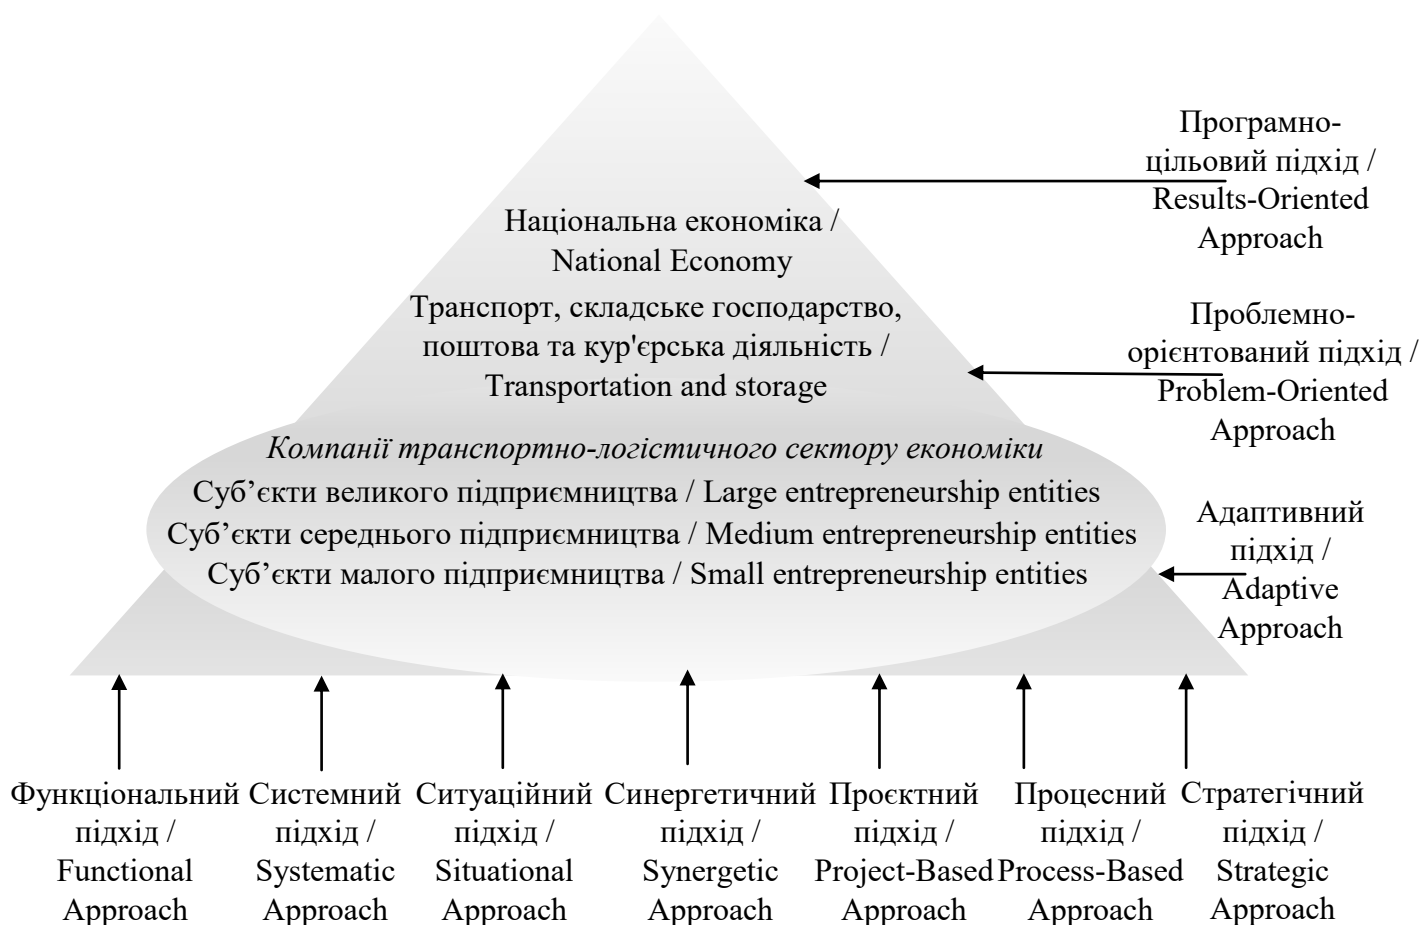 Програмно-
цільовий підхід /
Results-Oriented
Approach
Національна економіка /
National Economy
Транспорт, складське господарство,
поштова та кур'єрська діяльність /
Transportation and storage
Проблемно-
орієнтований підхід /
Problem-Oriented
Approach
Компанії транспортно-логістичного сектору економіки
Суб’єкти великого підприємництва / Large entrepreneurship entities
Суб’єкти середнього підприємництва / Medium entrepreneurship entities
Суб’єкти малого підприємництва / Small entrepreneurship entities
Адаптивний
підхід /
Adaptive
Approach
Функціональний
підхід /
Functional
Approach
Системний
підхід /
Systematic
Approach
Ситуаційний
підхід /
Situational
Approach
Синергетичний
підхід /
Synergetic
Approach
Проєктний
підхід /
Project-Based
Approach
Процесний
підхід /
Process-Based
Approach
Стратегічний
підхід /
Strategic
Approach